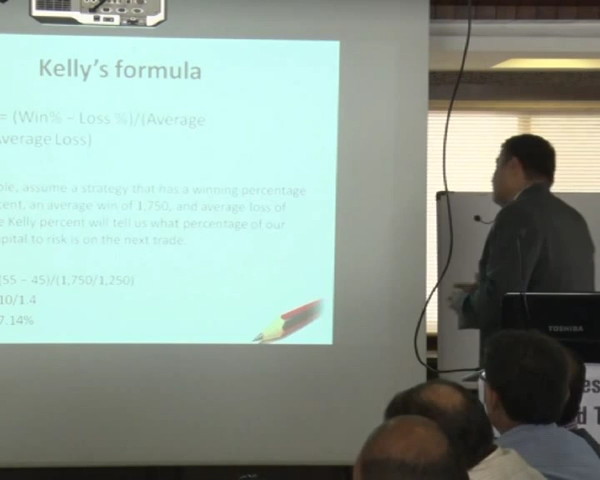 Kelly's formula
= (Win% – Loss %)/(Average
verage Loss)
ple, assume a strategy that has a winning percentage
cent, an average win of 1,750, and average loss of
e Kelly percent will tell us what percentage of our
pital to risk is on the next trade.
(55 – 45)/(1,750/1,250)
10/1.4
7.14%
TOSHIBA
es
d T